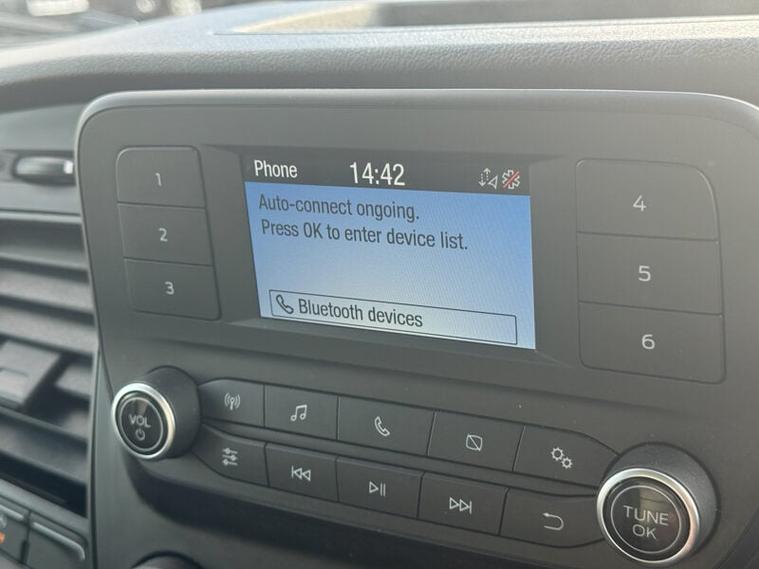 Phone 14:42
Auto-connect ongoing.
Press OK to enter device list.
Bluetooth devices
1
2
3
4
5
6
VOL
TUNE
OK